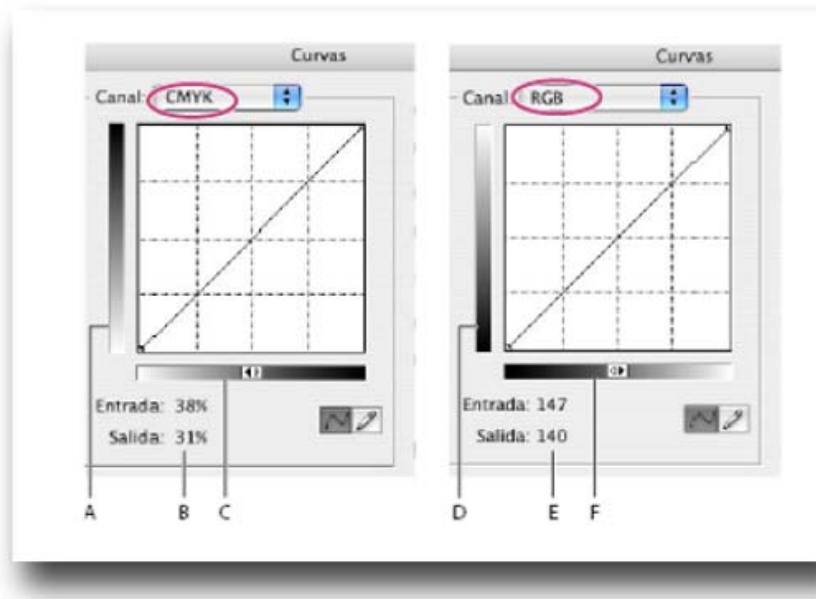 Curvas
Canal: CMYK
Entrada: 38%
Salida: 31%
A B C
Curvas
Canal RGB
Entrada: 147
Salida: 140
D E F